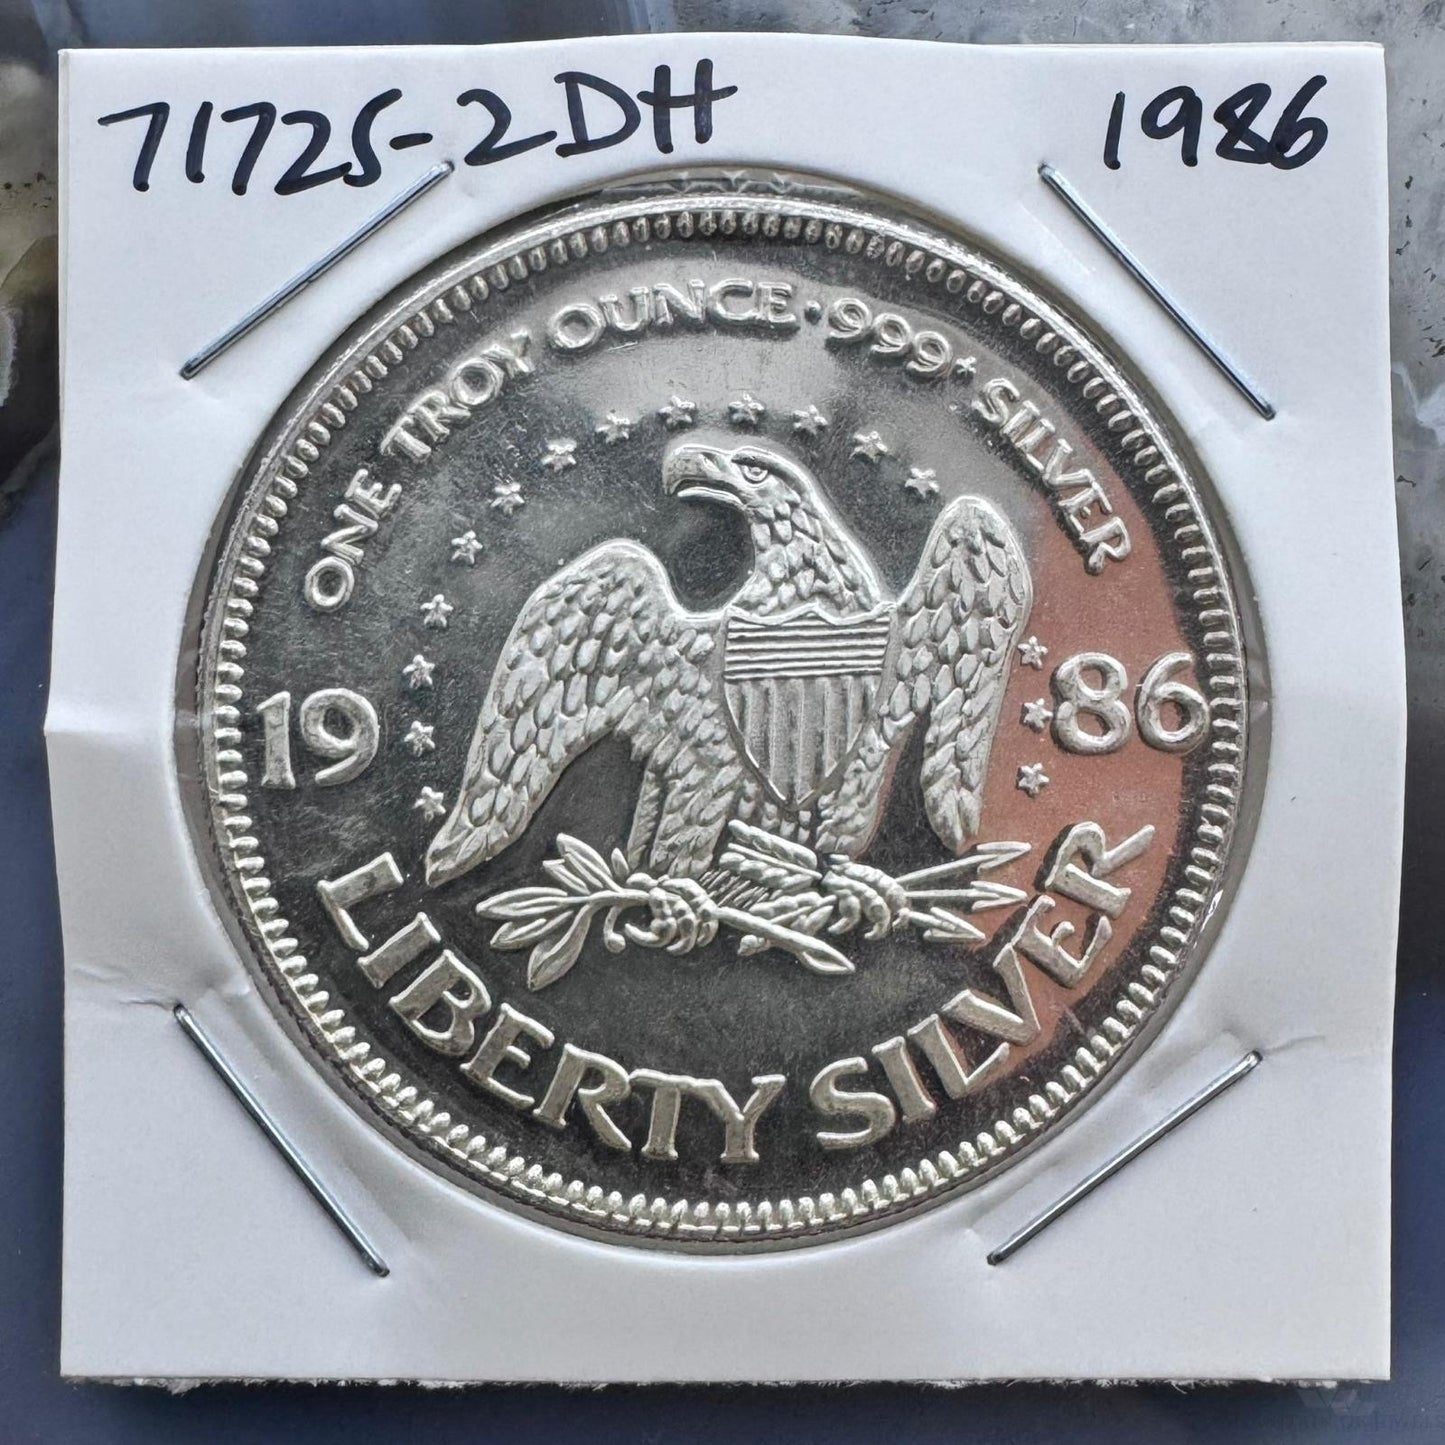 71725-2DH 1986
ONE TROY OUNCE · 999+ SILVER
19 86
LIBERTY SILVER